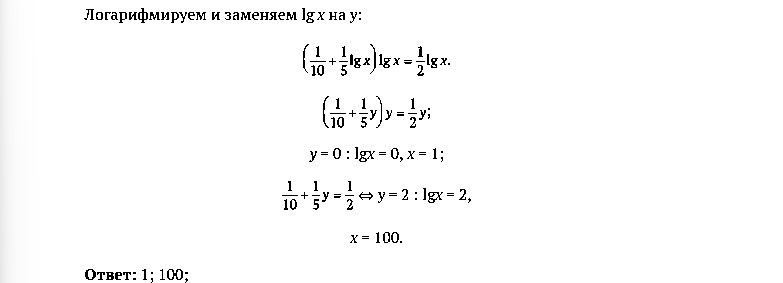 Логарифмируем и заменяем lg x на y:
(1/10 + 1/5 lg x) lg x = 1/2 lg x.
(1/10 + 1/5 y) y = 1/2 y;
y = 0 : lgx = 0, x = 1;
1/10 + 1/5 y = 1/2 ⇔ y = 2 : lgx = 2,
x = 100.
Ответ: 1; 100;